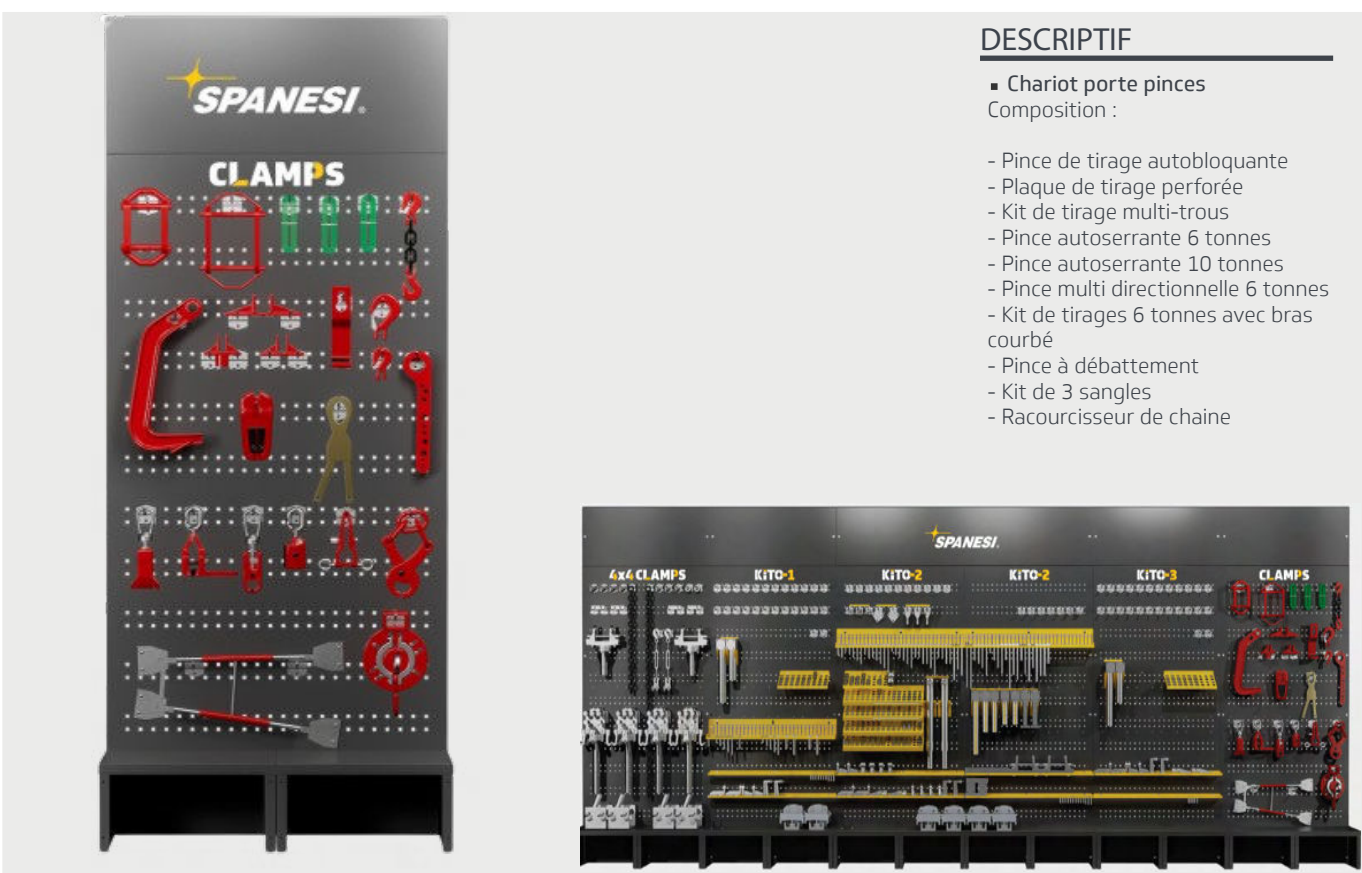 SPANESI®
CLAMPS
DESCRIPTIF
▪ Chariot porte pinces
Composition :
- Pince de tirage autobloquante
- Plaque de tirage perforée
- Kit de tirage multi-trous
- Pince autoserrante 6 tonnes
- Pince autoserrante 10 tonnes
- Pince multi directionnelle 6 tonnes
- Kit de tirages 6 tonnes avec bras
courbé
- Pince à débattement
- Kit de 3 sangles
- Racourcisseur de chaine
SPANESI.
4x4 CLAMPS KiTO-1 KiTO-2 KiTO-2 KiTO-3 CLAMPS